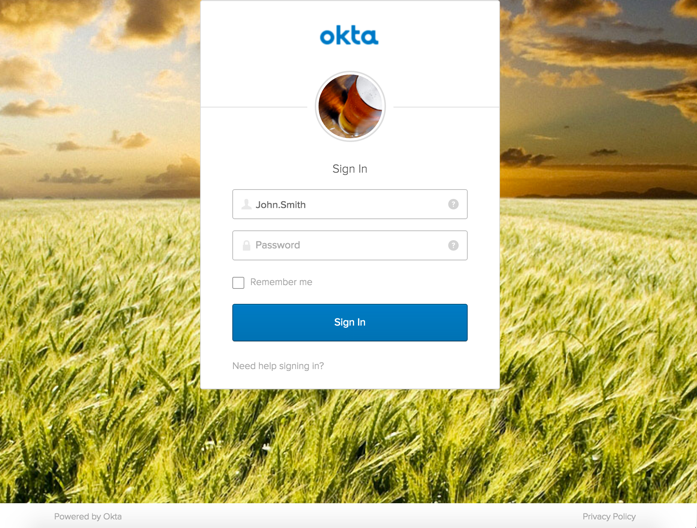 okta
Sign In
John.Smith
?
Password
?
Remember me
Sign In
Need help signing in?
Powered by Okta
Privacy Policy